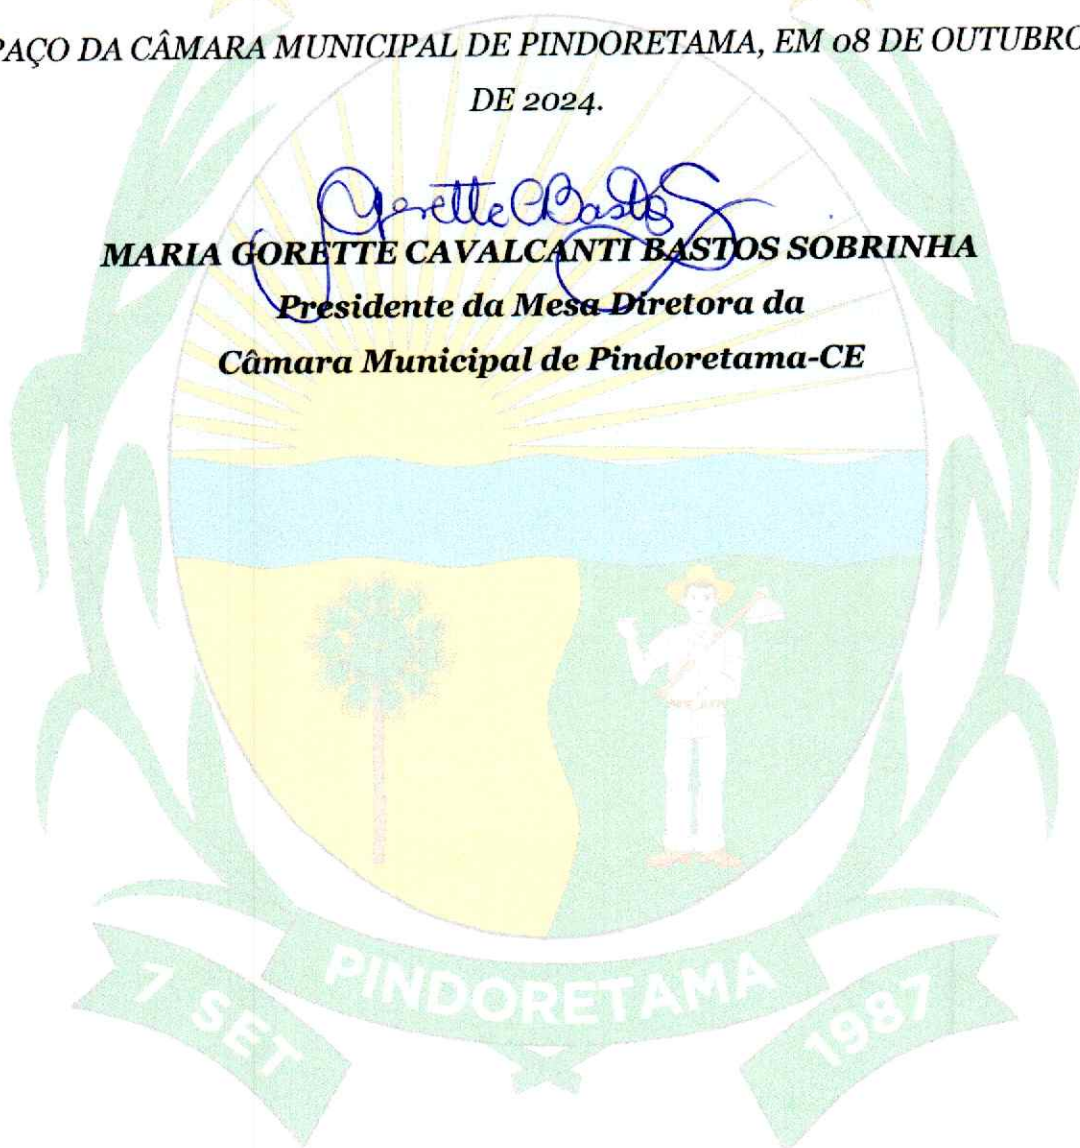 PAÇO DA CÂMARA MUNICIPAL DE PINDORETAMA, EM 08 DE OUTUBRO
DE 2024.
Gorette CBastos
MARIA GORETTE CAVALCANTI BASTOS SOBRINHA
Presidente da Mesa Diretora da
Câmara Municipal de Pindoretama-CE
7 SET
PINDORETAMA
1987